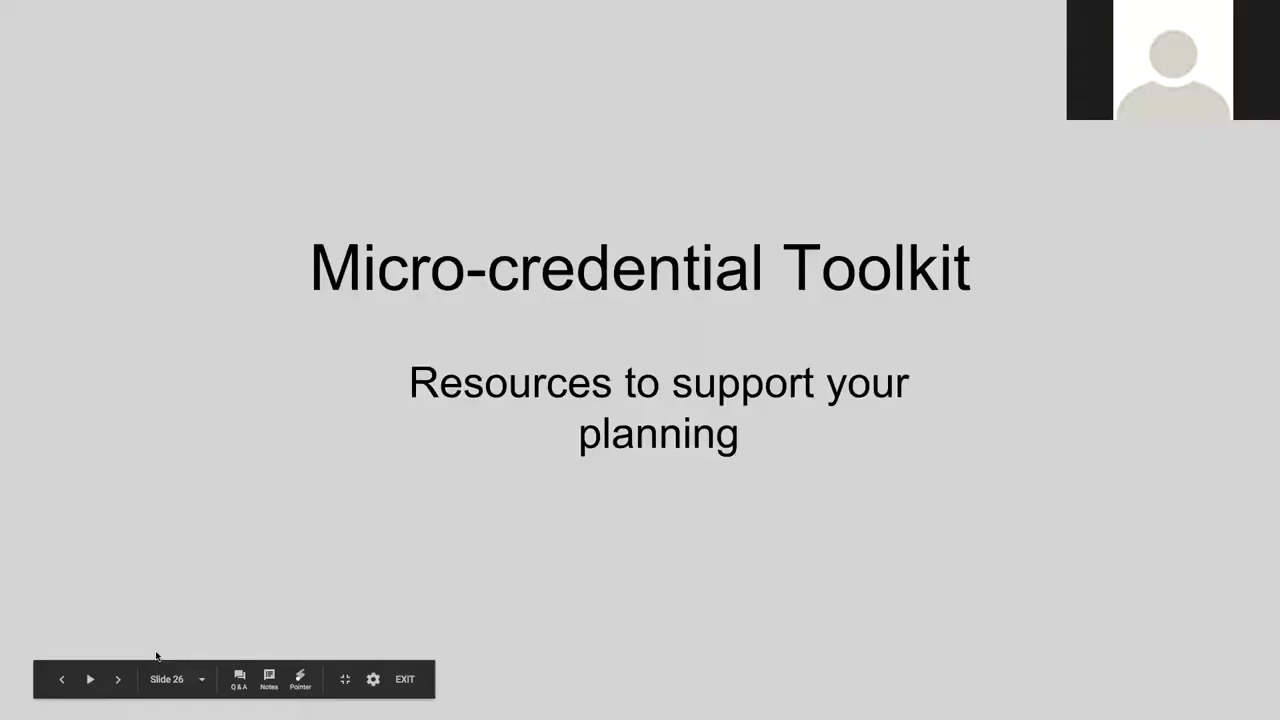 Micro-credential Toolkit
Resources to support your
planning
Slide 26
Q & A
Notes
Pointer
EXIT